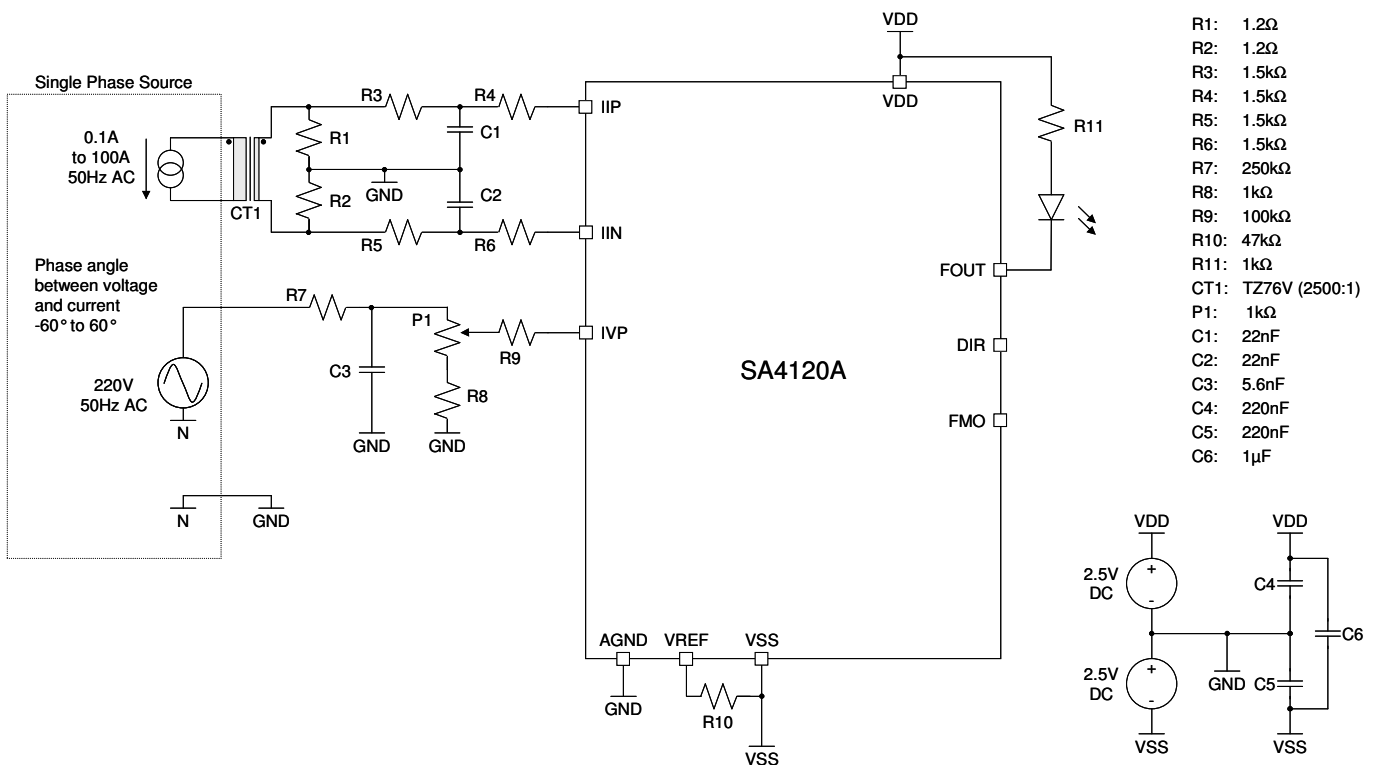 Single Phase Source
0.1A
to 100A
50Hz AC
CT1
R1
R2
R3
R4
C1
GND
C2
R5
R6
IIP
IIN
Phase angle
between voltage
and current
-60° to 60°
R7
P1
R9
IVP
C3
R8
GND
GND
220V
50Hz AC
N
N
GND
SA4120A
VDD
VDD
R11
FOUT
DIR
FMO
AGND
VREF
VSS
GND
R10
VSS
R1: 1.2Ω
R2: 1.2Ω
R3: 1.5kΩ
R4: 1.5kΩ
R5: 1.5kΩ
R6: 1.5kΩ
R7: 250kΩ
R8: 1kΩ
R9: 100kΩ
R10: 47kΩ
R11: 1kΩ
CT1: TZ76V (2500:1)
P1: 1kΩ
C1: 22nF
C2: 22nF
C3: 5.6nF
C4: 220nF
C5: 220nF
C6: 1µF
VDD
VDD
2.5V
DC
+
-
C4
C6
2.5V
DC
+
-
GND
C5
VSS
VSS